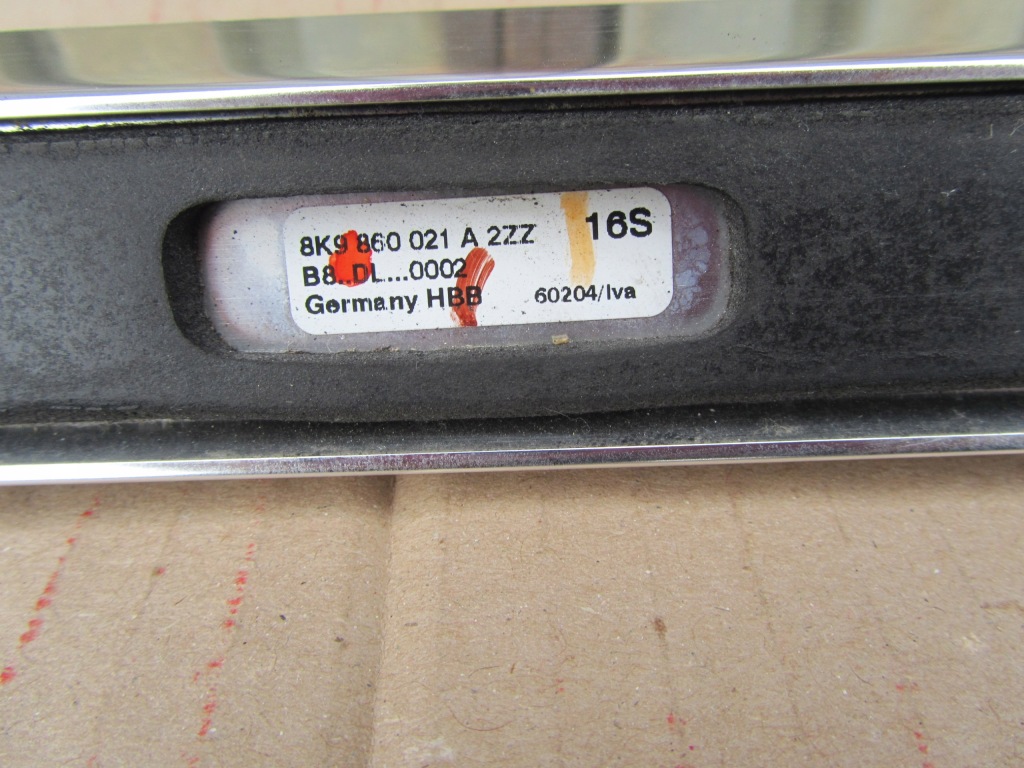 8K9 860 021 A 2ZZ 16S
B8..DL...0002
Germany HBB 60204/lva